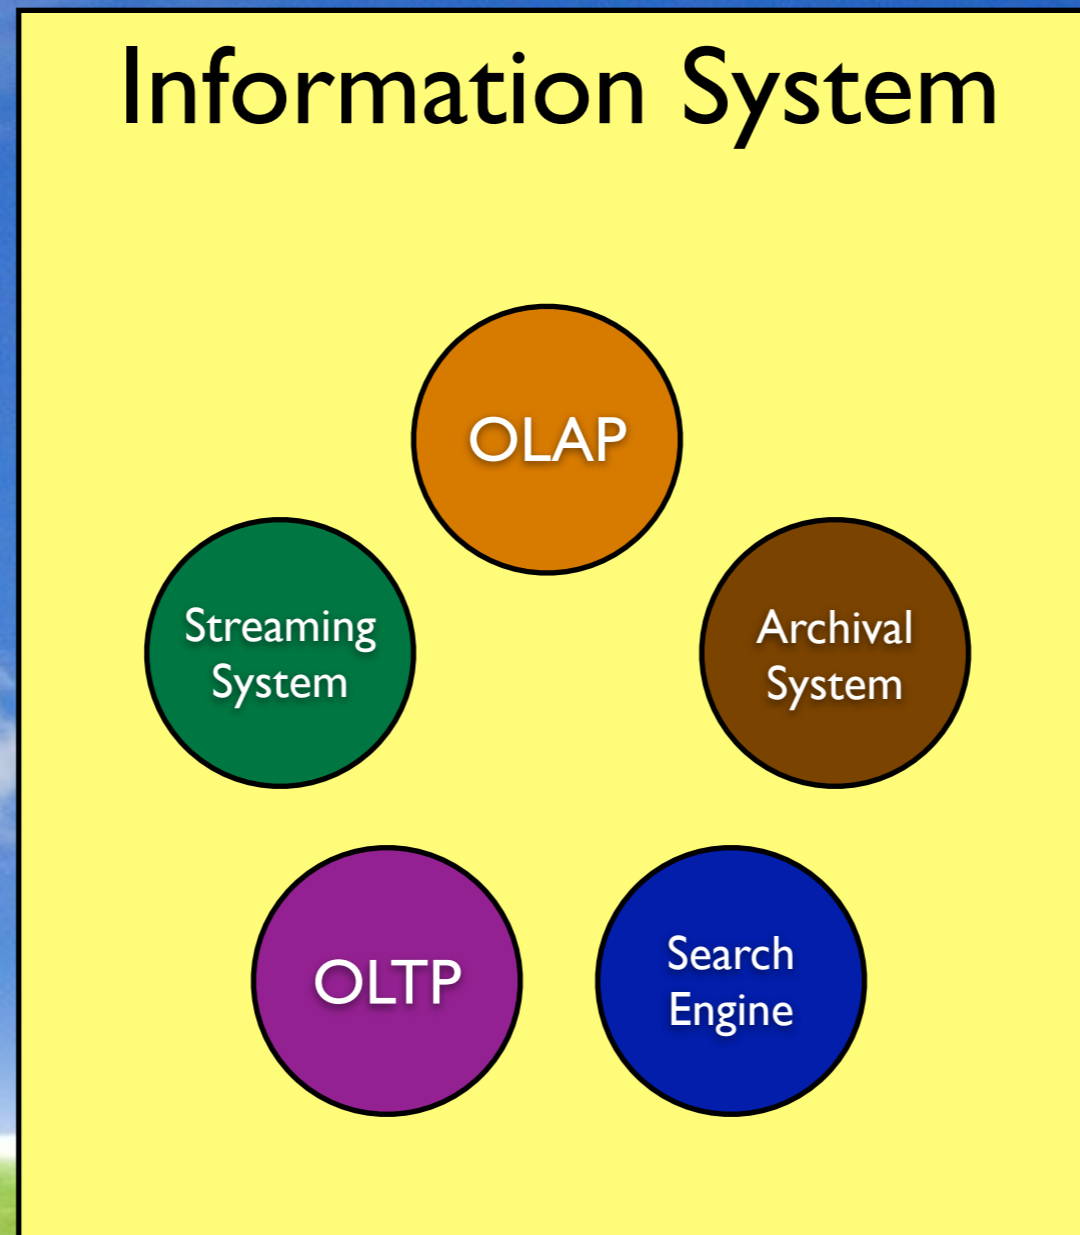 Information System
OLAP
Streaming
System
Archival
System
OLTP
Search
Engine